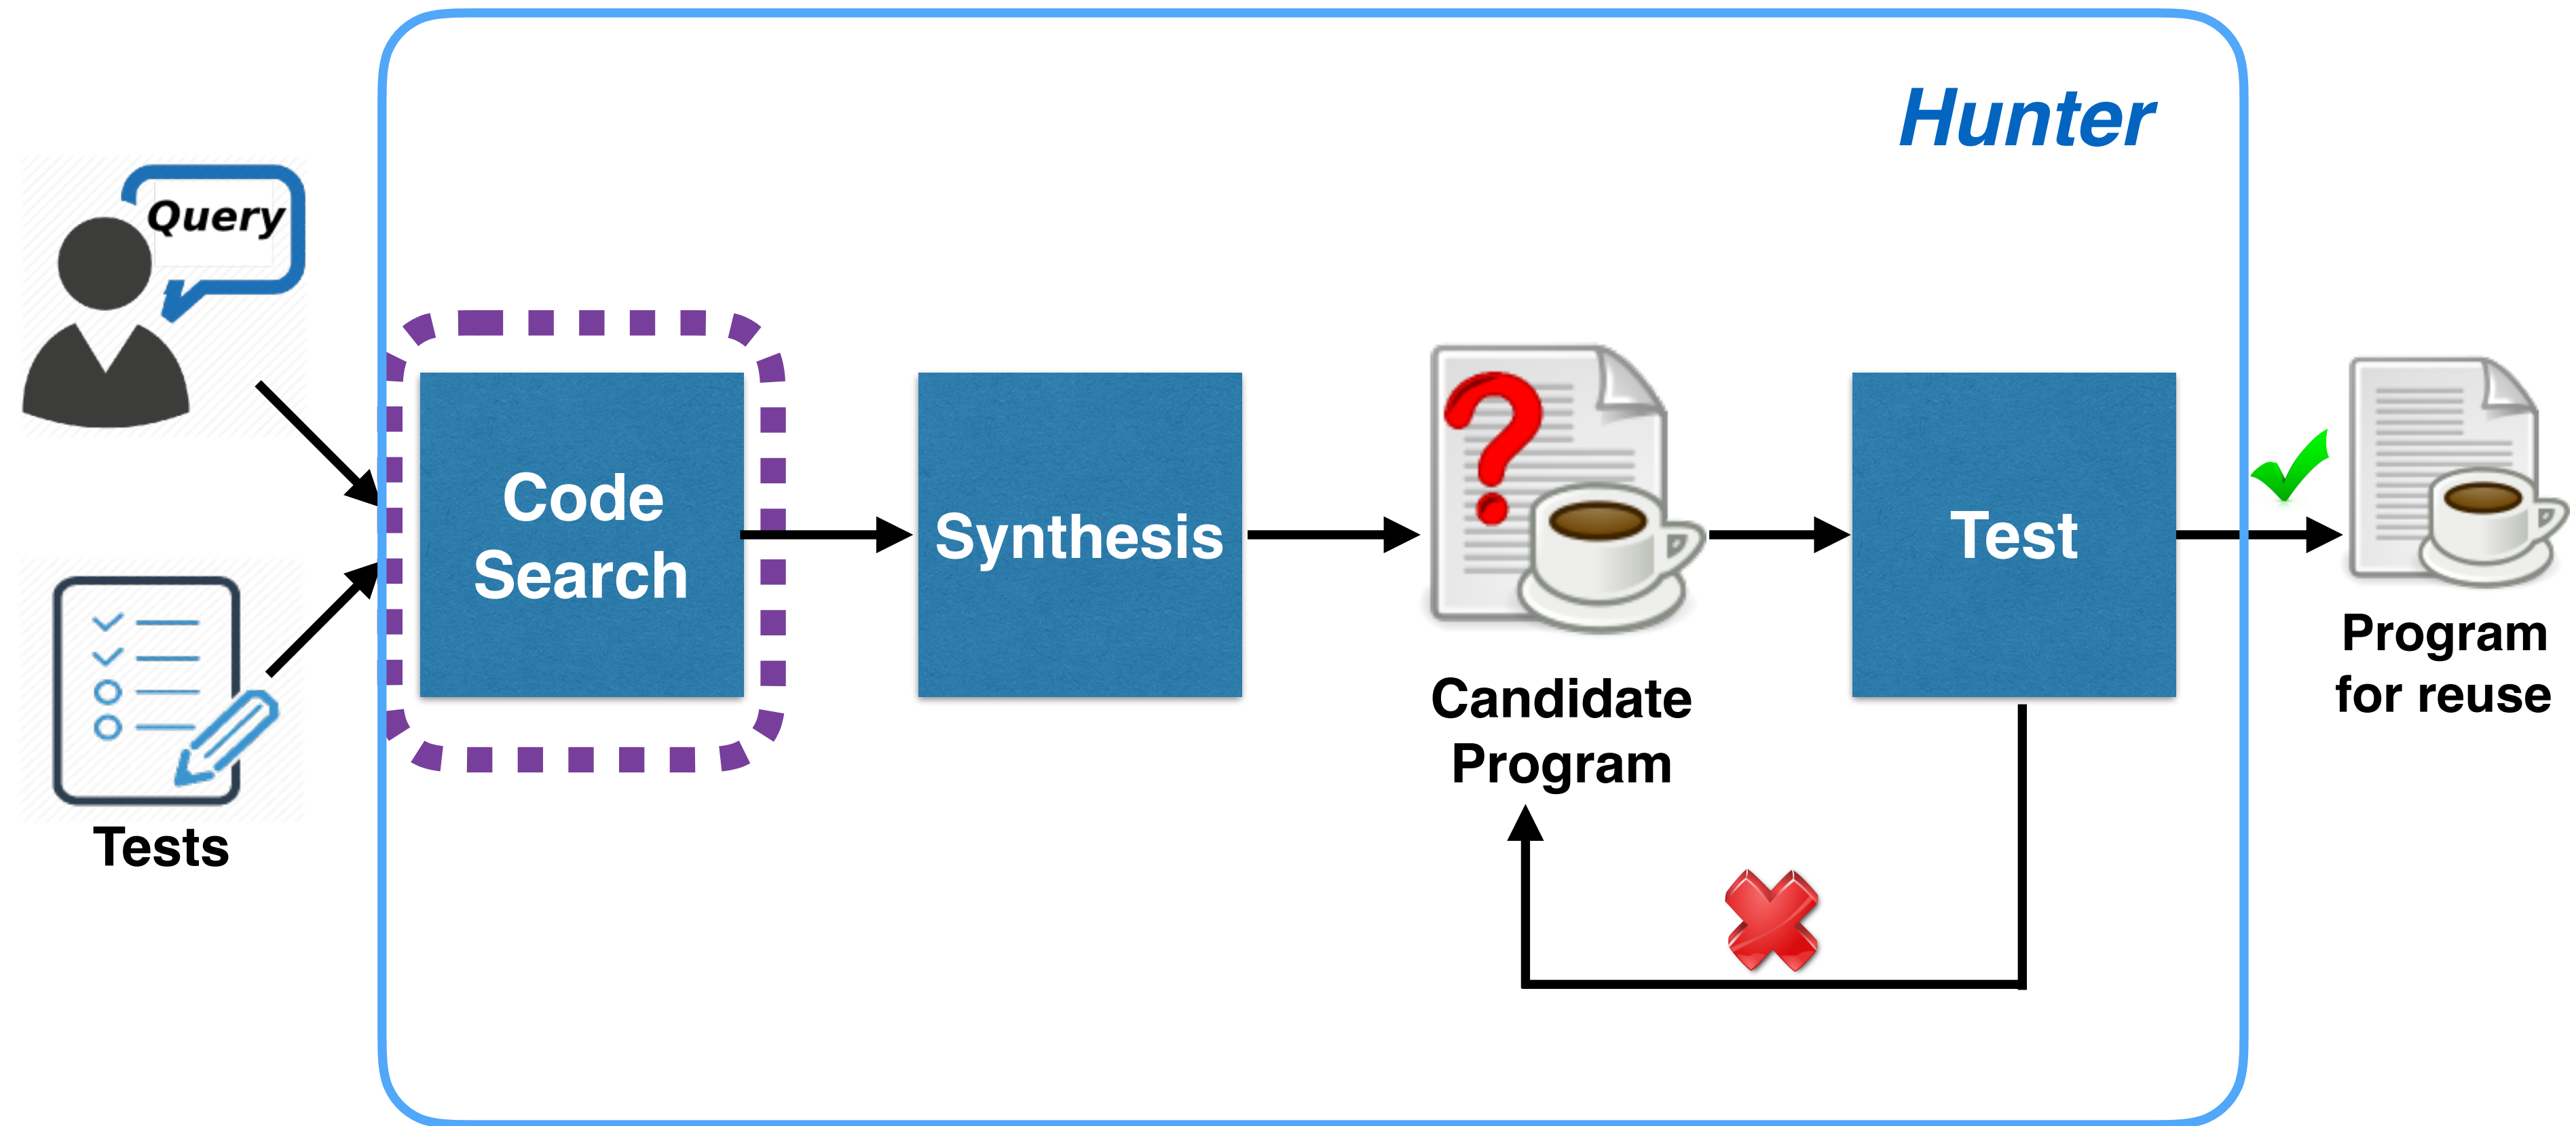 Hunter
Query
Code
Search
Synthesis
Test
Candidate
Program
Program
for reuse
Tests